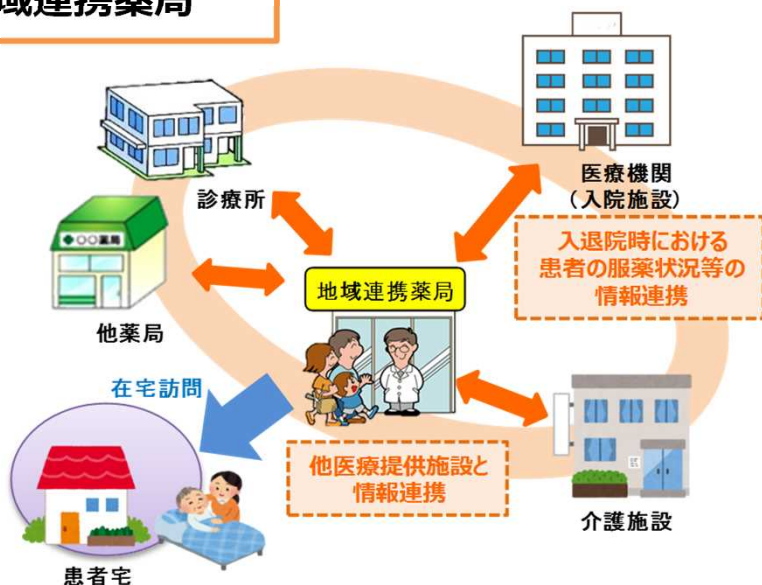 域連携薬局
診療所
医療機関
(入院施設)
入退院時における
患者の服薬状況等の
情報連携
○○薬局
他薬局
地域連携薬局
在宅訪問
他医療提供施設と
情報連携
介護施設
患者宅